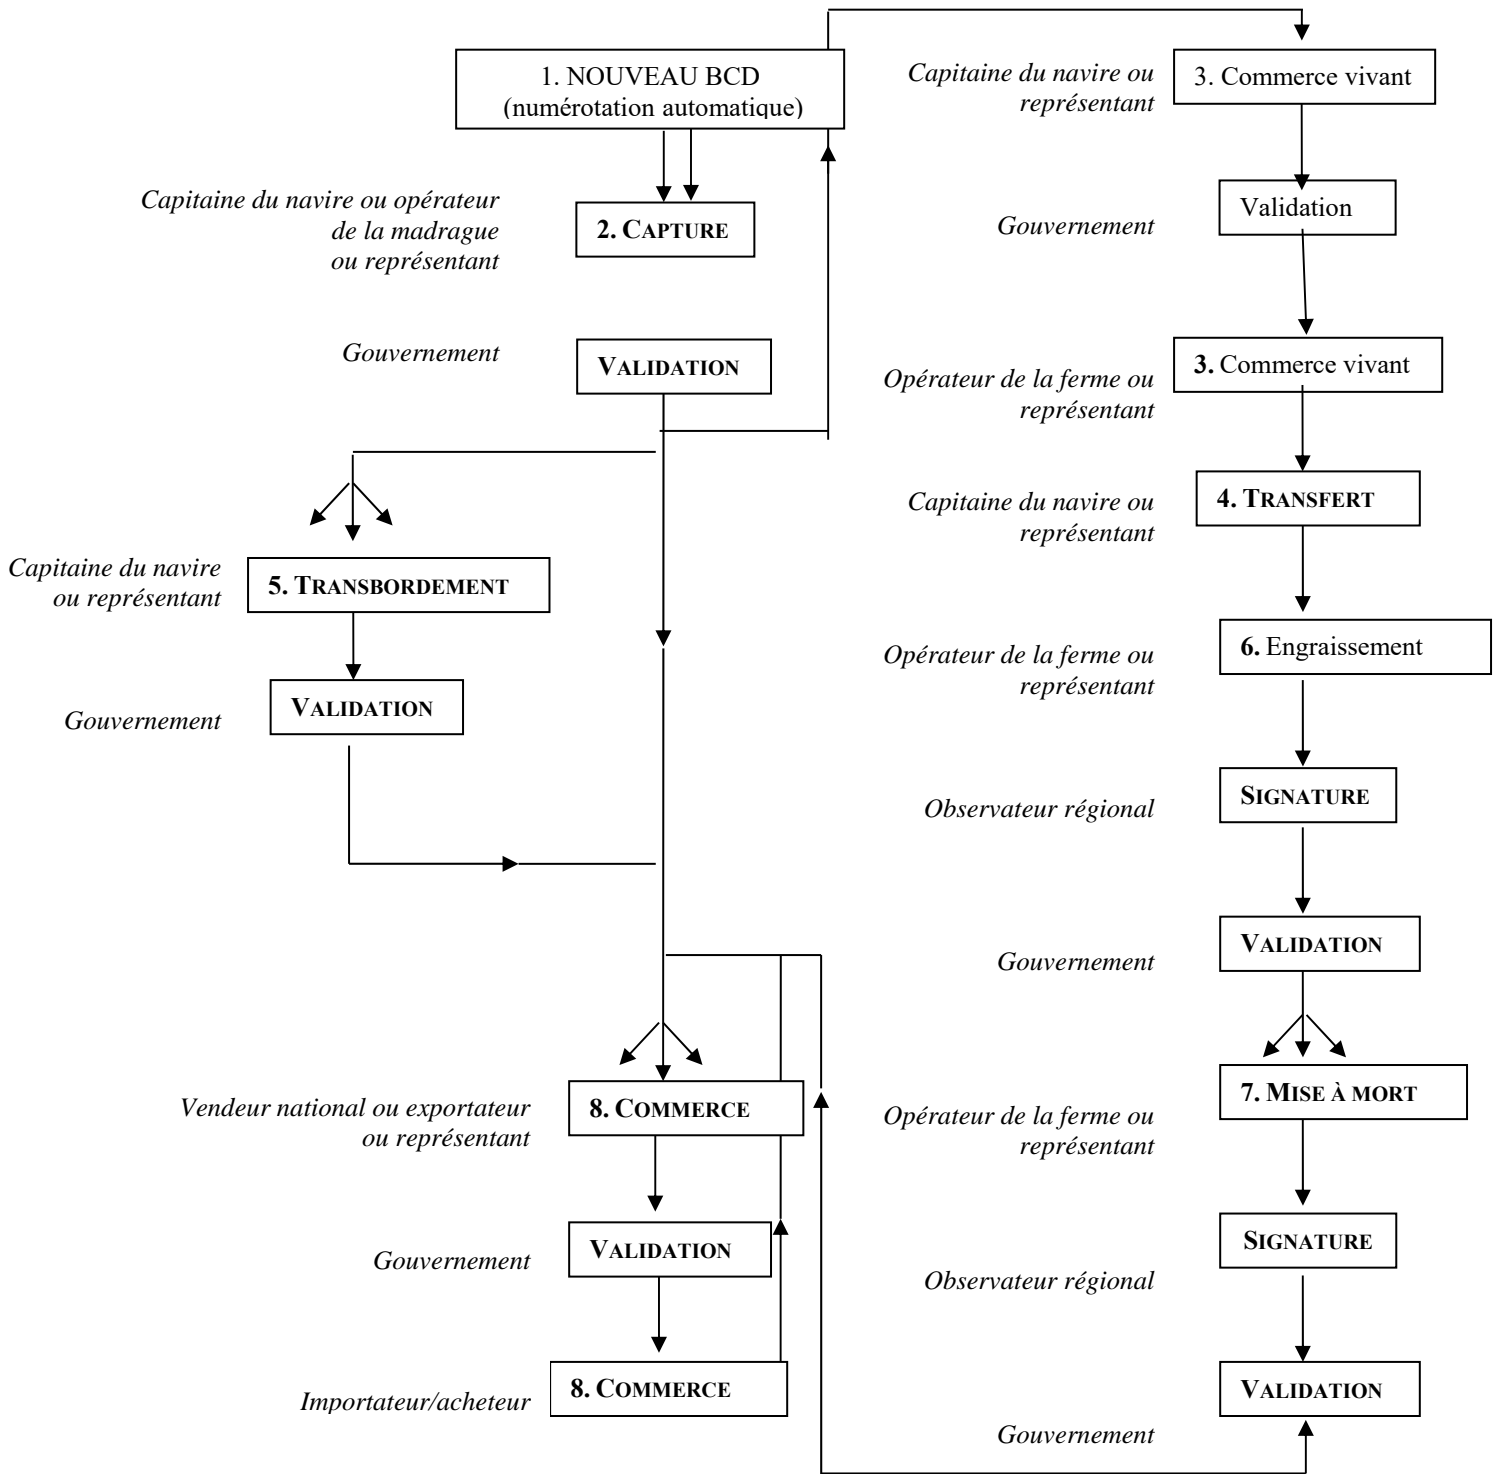 1. NOUVEAU BCD
(numérotation automatique)
Capitaine du navire ou opérateur
de la madrague
ou représentant
2. CAPTURE
Gouvernement
VALIDATION
Capitaine du navire
ou représentant
5. TRANSBORDEMENT
Gouvernement
VALIDATION
Vendeur national ou exportateur
ou représentant
8. COMMERCE
Gouvernement
VALIDATION
Importateur/acheteur
8. COMMERCE
Capitaine du navire ou
représentant
3. Commerce vivant
Gouvernement
Validation
Opérateur de la ferme ou
représentant
3. Commerce vivant
Capitaine du navire ou
représentant
4. TRANSFERT
Opérateur de la ferme ou
représentant
6. Engraissement
Observateur régional
SIGNATURE
Gouvernement
VALIDATION
Opérateur de la ferme ou
représentant
7. MISE À MORT
Observateur régional
SIGNATURE
Gouvernement
VALIDATION